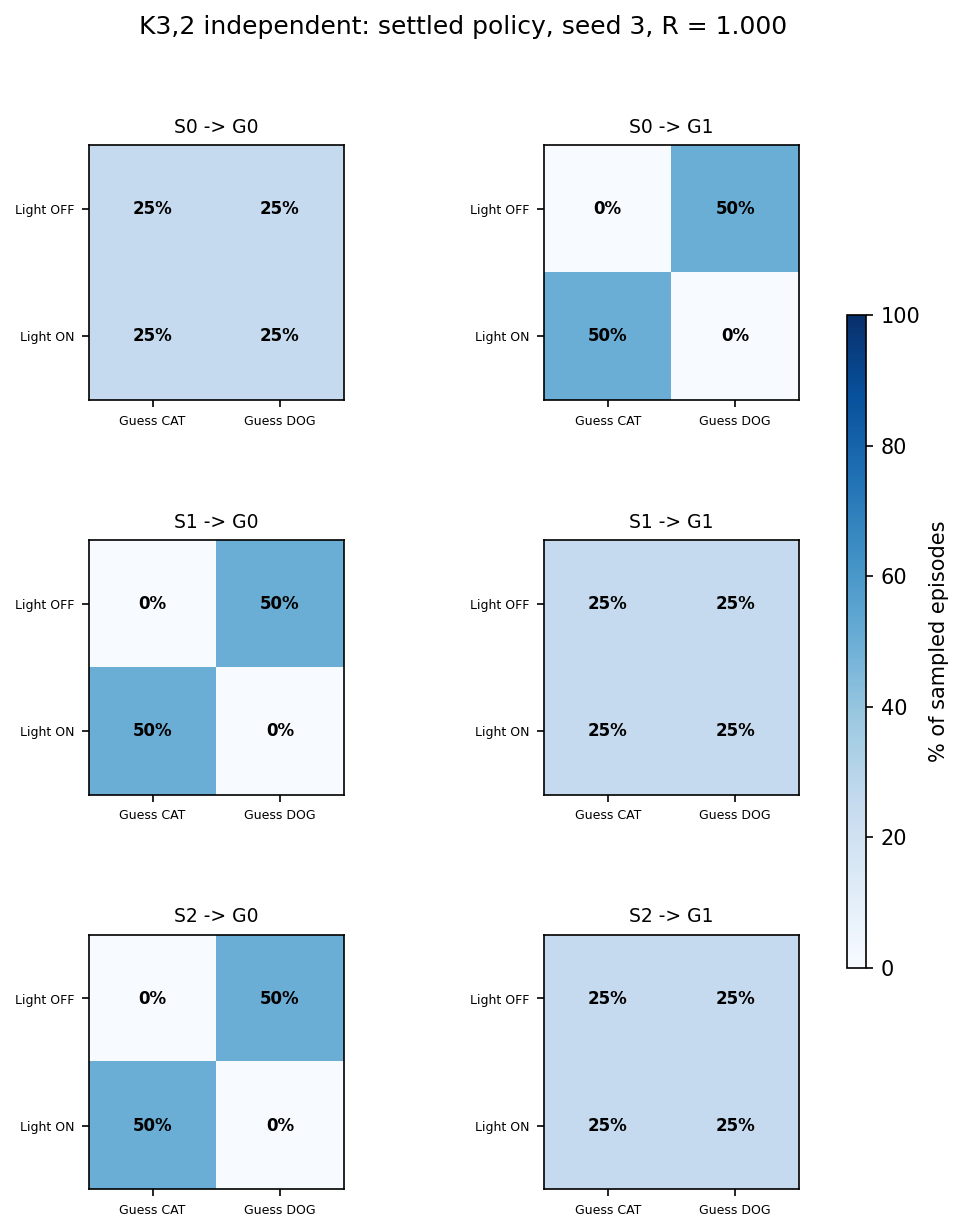 K3,2 independent: settled policy, seed 3, R = 1.000
S0 -> G0
S0 -> G1
Light OFF
25%
25%
Light OFF
0%
50%
Light ON
25%
25%
Light ON
50%
0%
Guess CAT
Guess DOG
Guess CAT
Guess DOG
S1 -> G0
S1 -> G1
Light OFF
0%
50%
Light OFF
25%
25%
Light ON
50%
0%
Light ON
25%
25%
Guess CAT
Guess DOG
Guess CAT
Guess DOG
S2 -> G0
S2 -> G1
Light OFF
0%
50%
Light OFF
25%
25%
Light ON
50%
0%
Light ON
25%
25%
Guess CAT
Guess DOG
Guess CAT
Guess DOG
100
80
60
40
20
0
% of sampled episodes